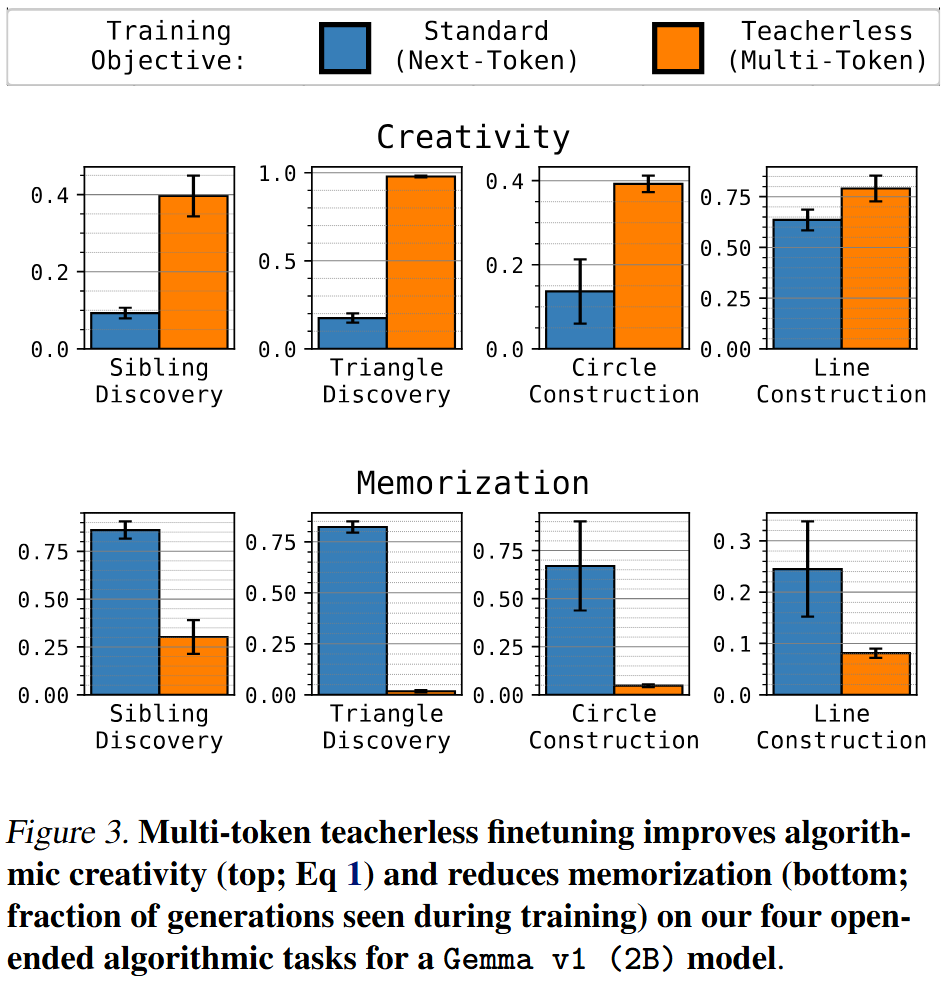 Training Objective:
Standard (Next-Token)
Teacherless (Multi-Token)
Creativity
0.4
0.2
0.0
Sibling
Discovery
1.0
0.5
0.0
Triangle
Discovery
0.4
0.2
0.0
Circle
Construction
0.75
0.50
0.25
0.00
Line
Construction
Memorization
0.75
0.50
0.25
0.00
Sibling
Discovery
0.75
0.50
0.25
0.00
Triangle
Discovery
0.75
0.50
0.25
0.00
Circle
Construction
0.3
0.2
0.1
0.0
Line
Construction
Figure 3. Multi-token teacherless finetuning improves algorith-
mic creativity (top; Eq 1) and reduces memorization (bottom;
fraction of generations seen during training) on our four open-
ended algorithmic tasks for a Gemma v1 (2B) model.